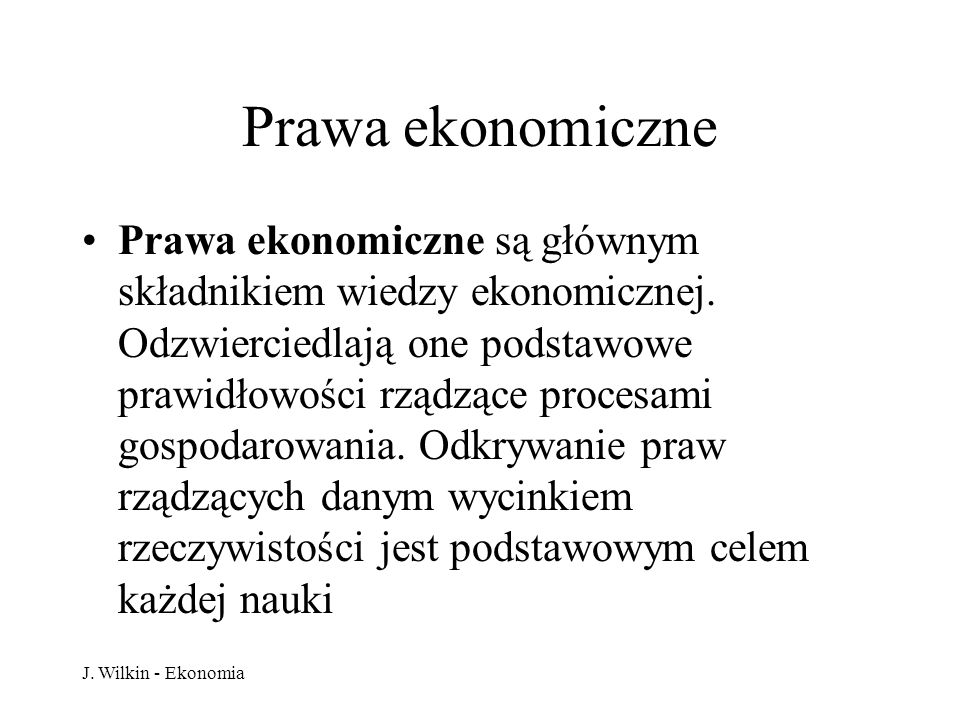 Prawa ekonomiczne
• Prawa ekonomiczne są głównym
składnikiem wiedzy ekonomicznej.
Odzwierciedlają one podstawowe
prawidłowości rządzące procesami
gospodarowania. Odkrywanie praw
rządzących danym wycinkiem
rzeczywistości jest podstawowym celem
każdej nauki
J. Wilkin - Ekonomia